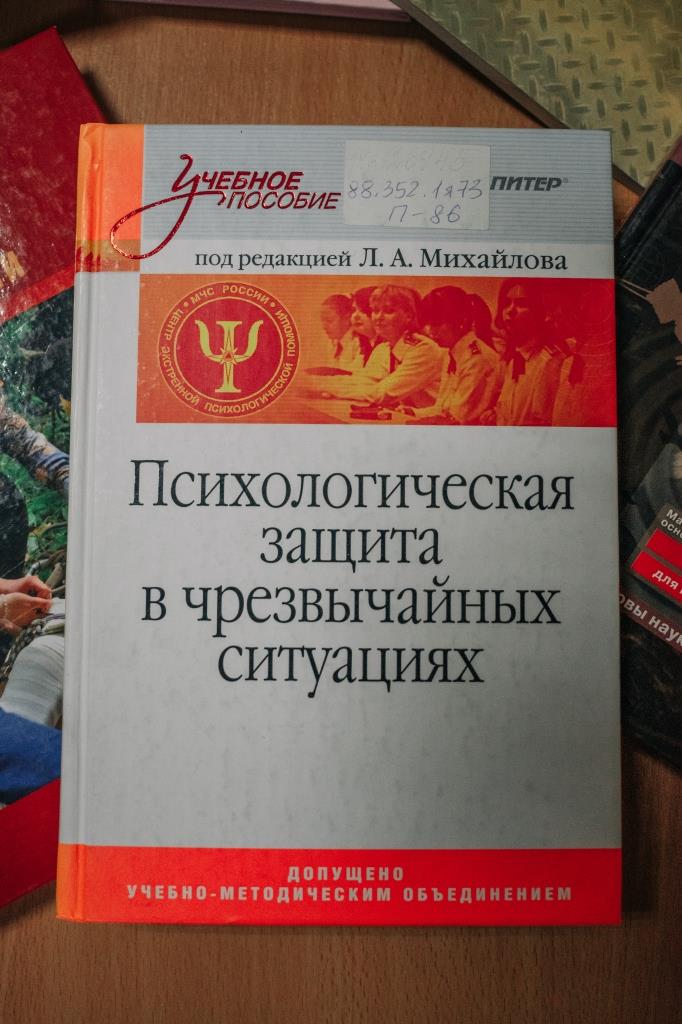 УЧЕБНОЕ
ПОСОБИЕ
88.352.1я73
П-86
ПИТЕР®
под редакцией Л. А. Михайлова
МЧС РОССИИ
ЦЕНТР ЭКСТРЕННОЙ ПСИХОЛОГИЧЕСКОЙ ПОМОЩИ
Психологическая
защита
в чрезвычайных
ситуациях
ДОПУЩЕНО
УЧЕБНО-МЕТОДИЧЕСКИМ ОБЪЕДИНЕНИЕМ
для